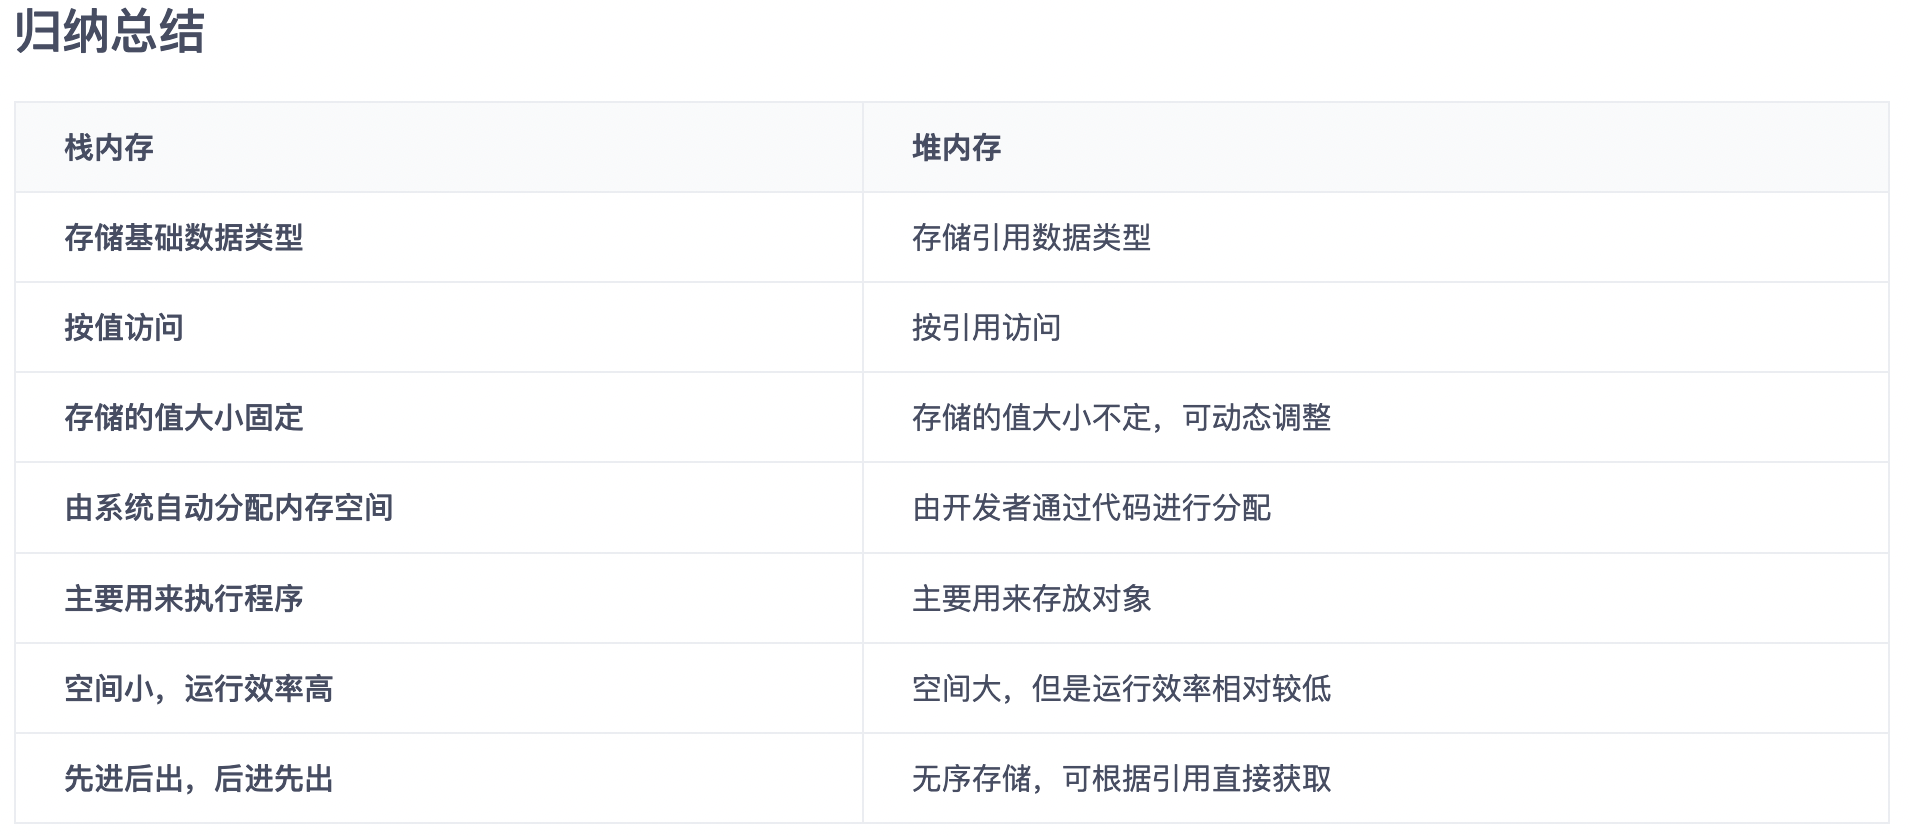 归纳总结
栈内存 堆内存
存储基础数据类型 存储引用数据类型
按值访问 按引用访问
存储的值大小固定 存储的值大小不定，可动态调整
由系统自动分配内存空间 由开发者通过代码进行分配
主要用来执行程序 主要用来存放对象
空间小，运行效率高 空间大，但是运行效率相对较低
先进后出，后进先出 无序存储，可根据引用直接获取